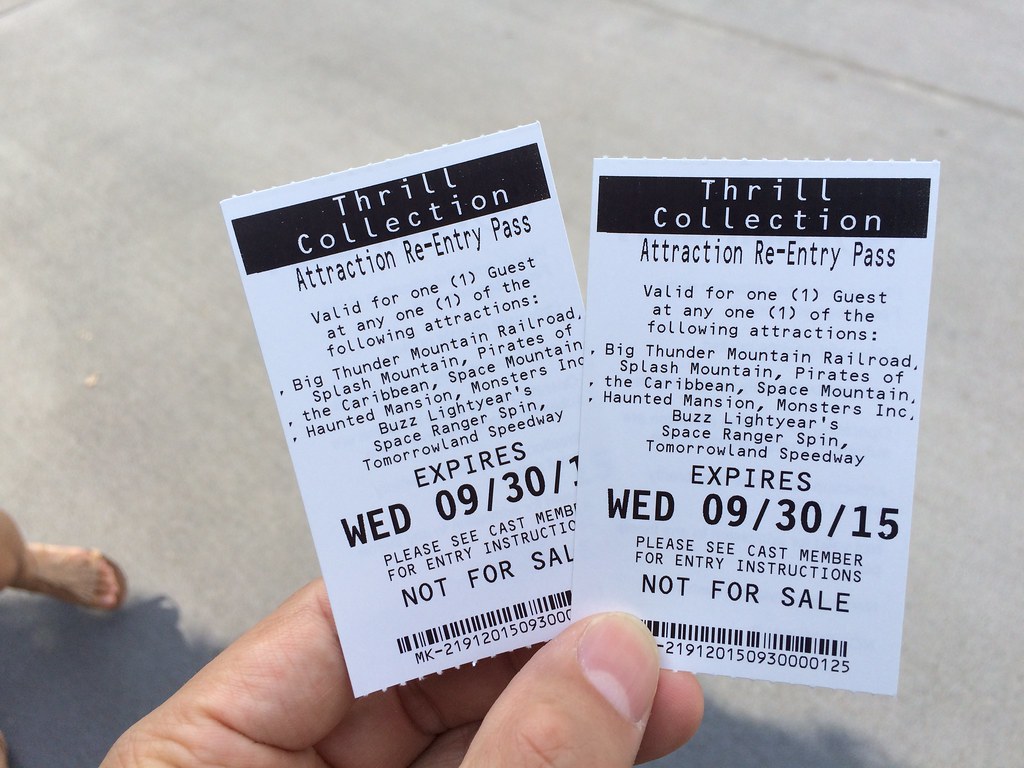 Thrill
Collection
Attraction Re-Entry Pass
Valid for one (1) Guest
at any one (1) of the
following attractions:
, Big Thunder Mountain Railroad,
Splash Mountain, Pirates of
, the Caribbean, Space Mountain,
, Haunted Mansion, Monsters Inc
Buzz Lightyear's
Space Ranger Spin,
Tomorrowland Speedway
EXPIRES
WED 09/30/1
PLEASE SEE CAST MEMB
FOR ENTRY INSTRUCTIO
NOT FOR SAL
MK-219120150930000
Thrill
Collection
Attraction Re-Entry Pass
Valid for one (1) Guest
at any one (1) of the
following attractions:
, Big Thunder Mountain Railroad,
Splash Mountain, Pirates of
, the Caribbean, Space Mountain,
, Haunted Mansion, Monsters Inc,
Buzz Lightyear's
Space Ranger Spin,
Tomorrowland Speedway
EXPIRES
WED 09/30/15
PLEASE SEE CAST MEMBER
FOR ENTRY INSTRUCTIONS
NOT FOR SALE
-219120150930000125